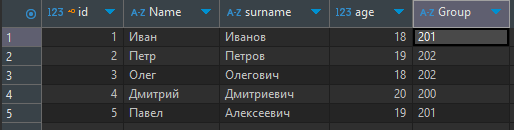 123 id A-Z Name A-Z surname 123 age A-Z Group
1 1 Иван Иванов 18 201
2 2 Петр Петров 19 202
3 3 Олег Олегович 18 202
4 4 Дмитрий Дмитриевич 20 200
5 5 Павел Алексеевич 19 201